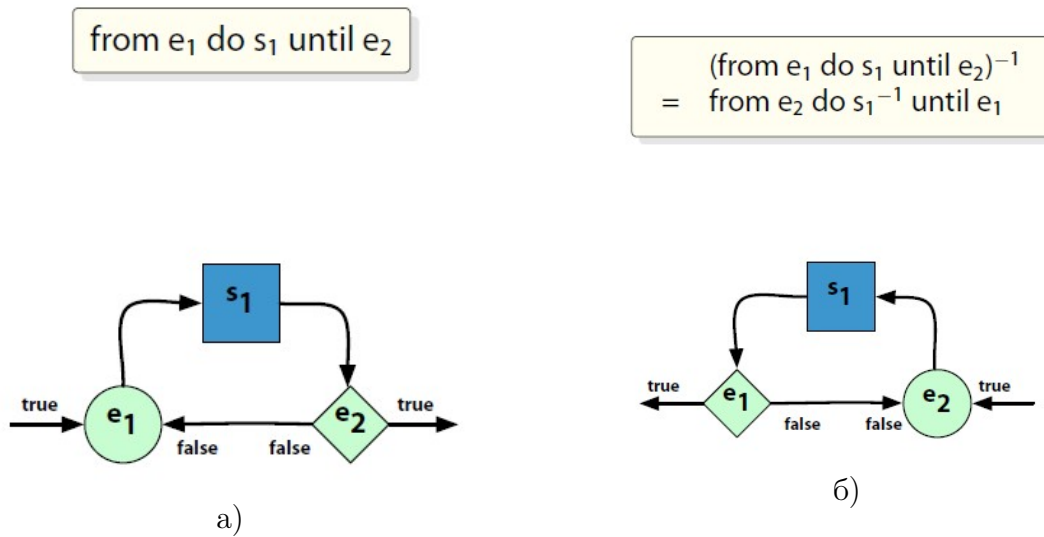 from e₁ do s₁ until e₂
(from e₁ do s₁ until e₂)⁻¹
= from e₂ do s₁⁻¹ until e₁
s₁
true
e₁
false
false
e₂
true
а)
s₁
true
e₁
false
false
e₂
true
б)